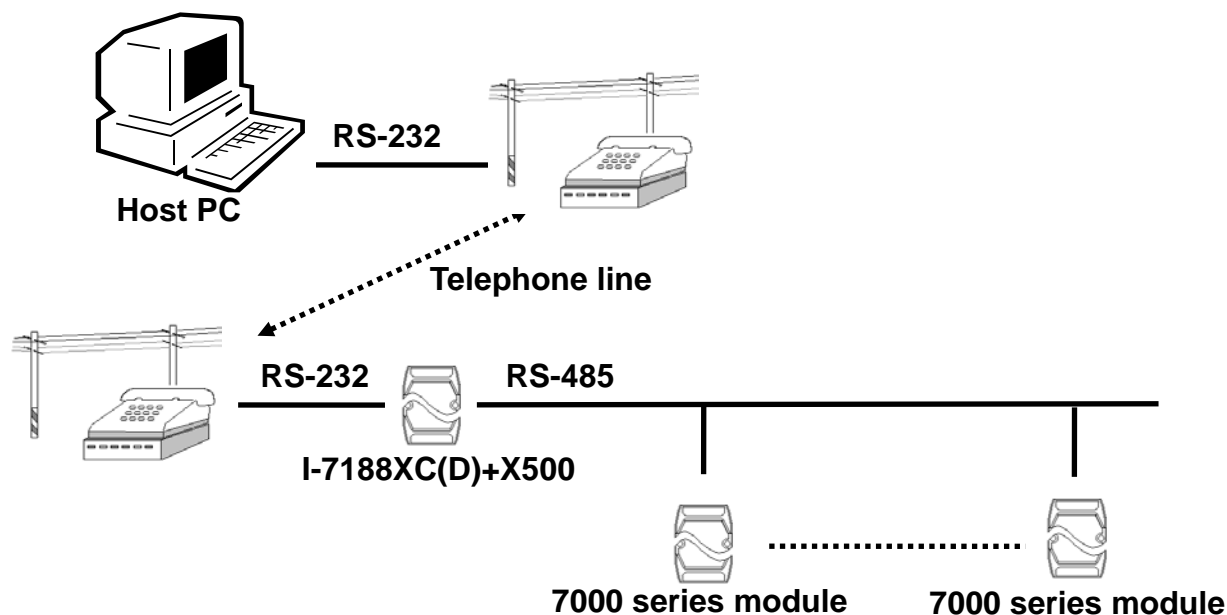 RS-232
Host PC
Telephone line
RS-232
RS-485
I-7188XC(D)+X500
7000 series module
7000 series module